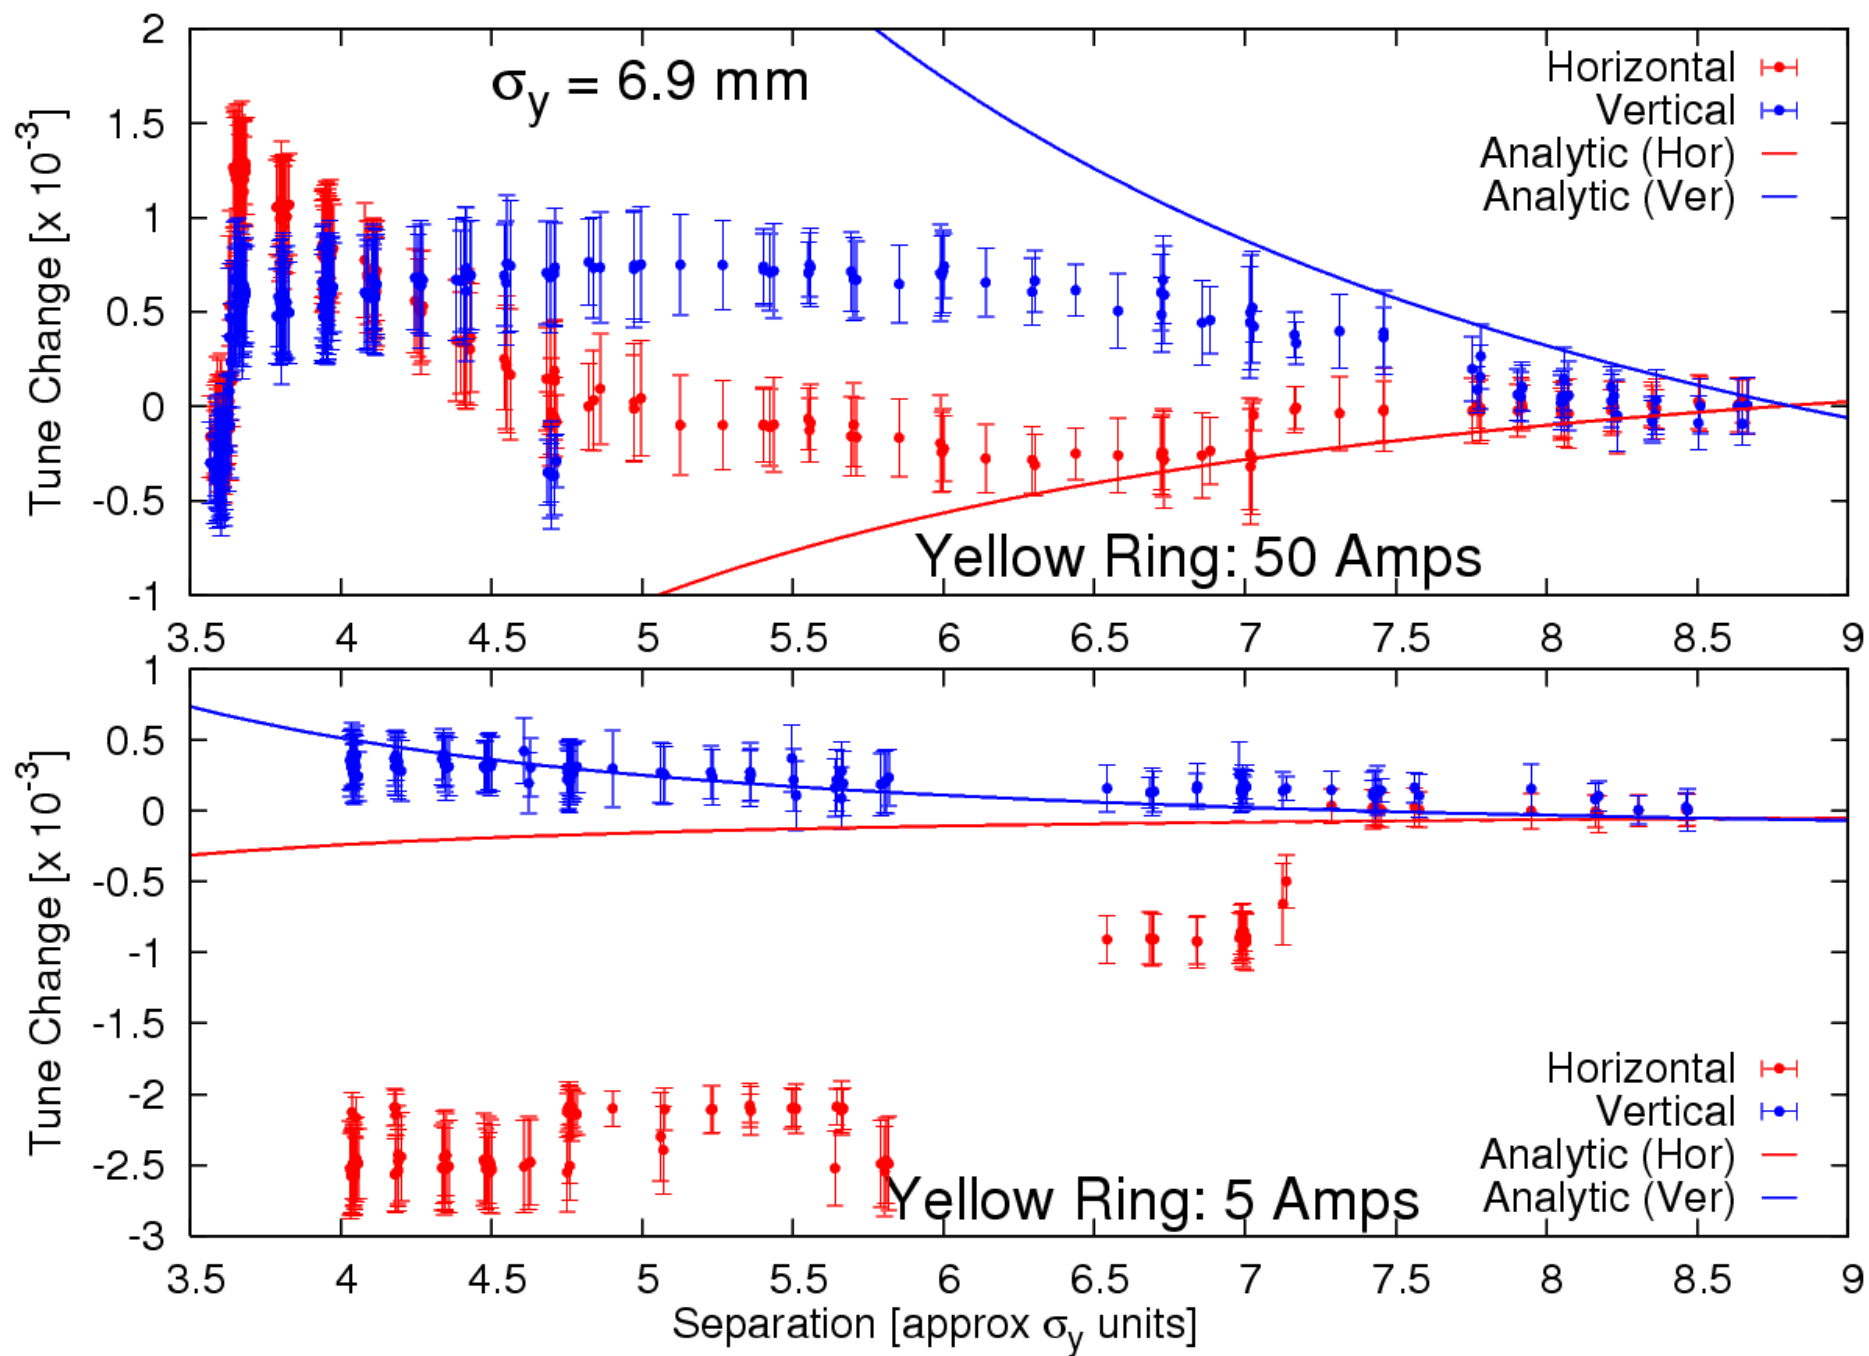 σy = 6.9 mm
Horizontal
Vertical
Analytic (Hor)
Analytic (Ver)
Tune Change [x 10-3]
2
1.5
1
0.5
0
-0.5
-1
Yellow Ring: 50 Amps
3.5 4 4.5 5 5.5 6 6.5 7 7.5 8 8.5 9
Tune Change [x 10-3]
1
0.5
0
-0.5
-1
-1.5
-2
-2.5
-3
Horizontal
Vertical
Analytic (Hor)
Analytic (Ver)
Yellow Ring: 5 Amps
3.5 4 4.5 5 5.5 6 6.5 7 7.5 8 8.5 9
Separation [approx σy units]